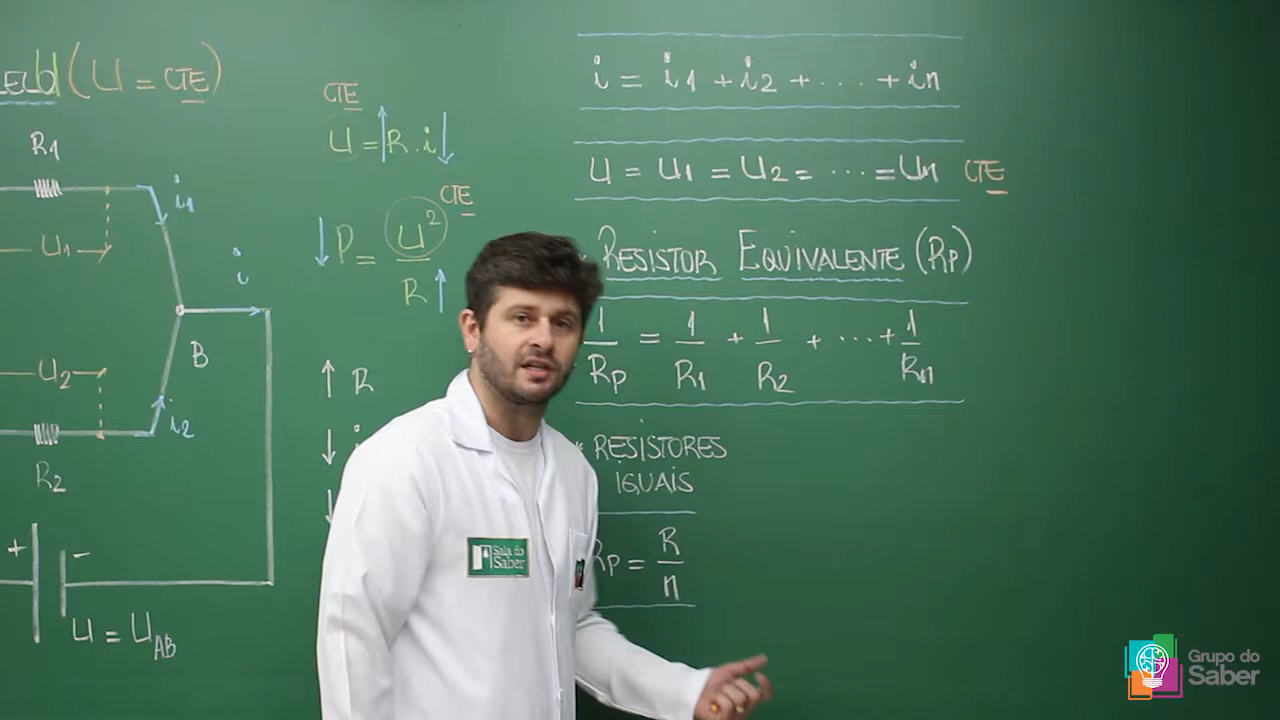 (U = CTE)
R1
i1
U1
i
U2
B
i2
R2
+ -
U = UAB
CTE
U = R . i
CTE
P = U²
R
↑ R
↓ i
↓
i = i1 + i2 + .... + in
U = U1 = U2 = ... = Un CTE
RESISTOR EQUIVALENTE (RP)
1/RP = 1/R1 + 1/R2 + ... + 1/Rn
* RESISTORES
IGUAIS
RP = R/n
Sala do
Saber
Grupo do
Saber